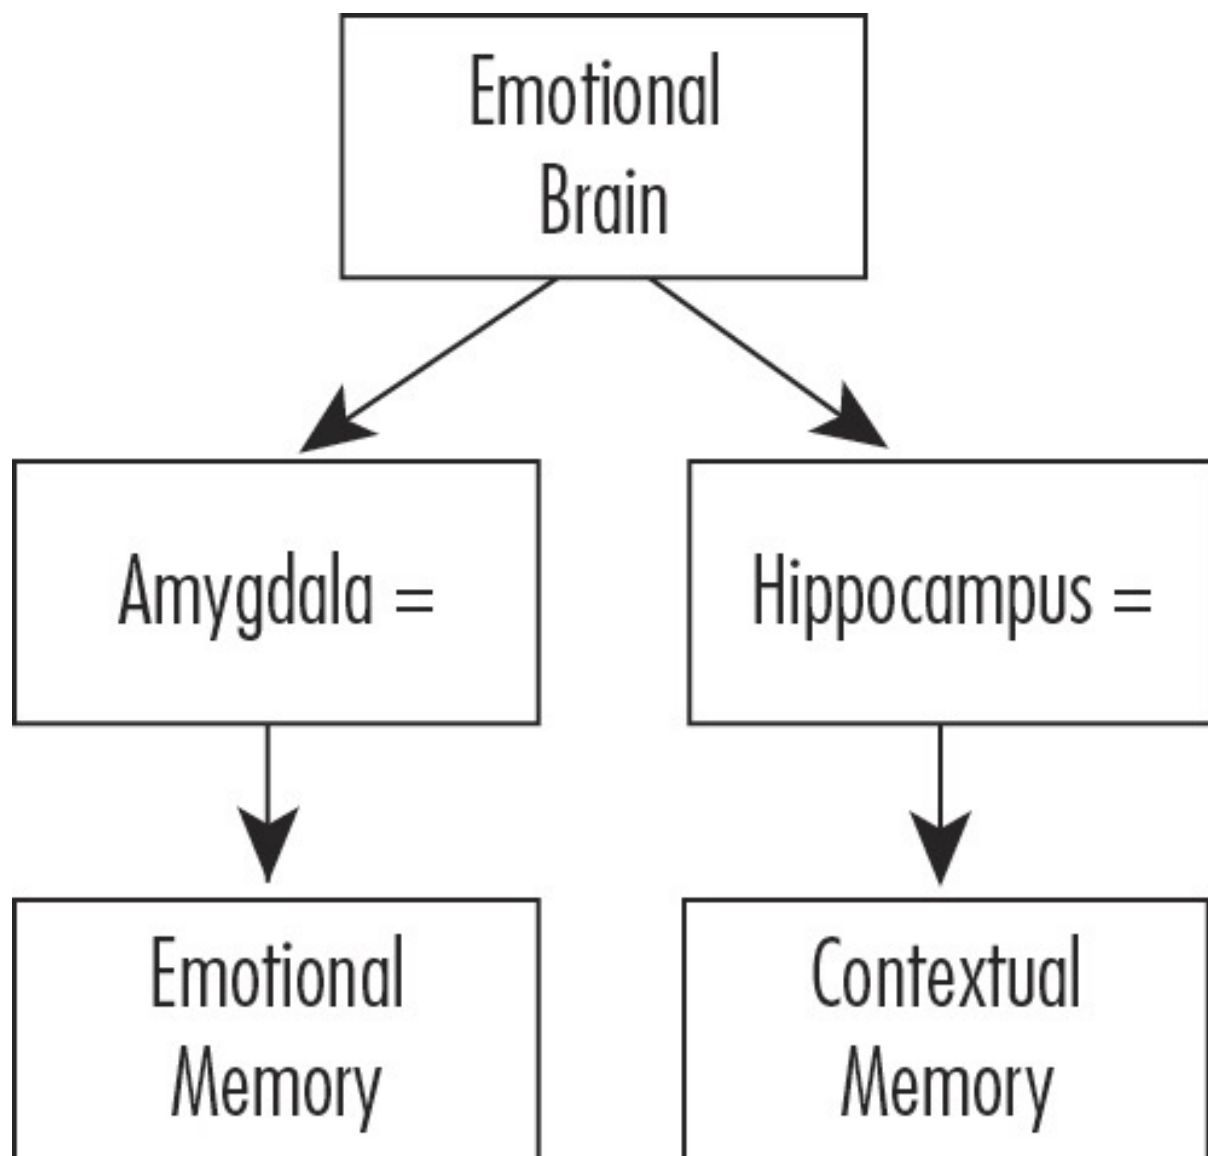 Emotional
Brain
Amygdala =
Hippocampus =
Emotional
Memory
Contextual
Memory